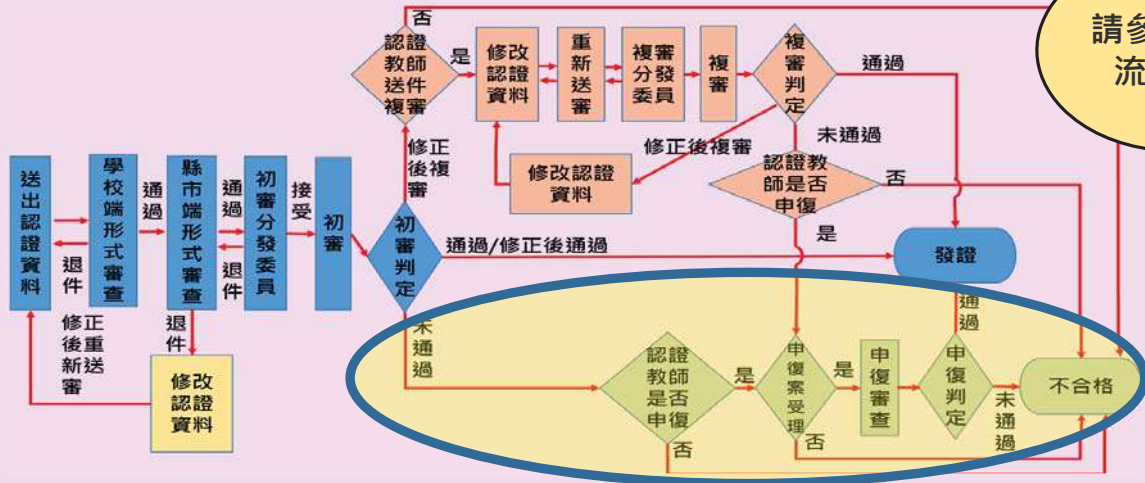 請參
流
否
認證
教師
送件
複審
是
修改
認證
資料
重新送審
複審
分發
委員
複審
複審判定
通過
未通過
修正後複審
修改認證
資料
認證教
師是否
申復
否
是
送出認證資料
學校端形式審查
通過
退件
縣市端形式審查
通過
退件
初審分發委員
接受
初審
初審判定
修正
後複
審
通過/修正後通過
發證
未通過
修正
後重
新送
審
退件
修改
認證
資料
認證
教師
是否
申復
是
否
申復案受理
是
否
申復審查
申復判定
通過
未通過
不合格